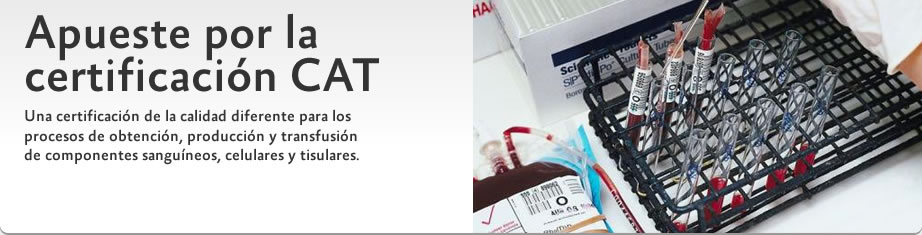 Apueste por la
certificación CAT
Una certificación de la calidad diferente para los
procesos de obtención, producción y transfusión
de componentes sanguíneos, celulares y tisulares.
Tubes
O
O